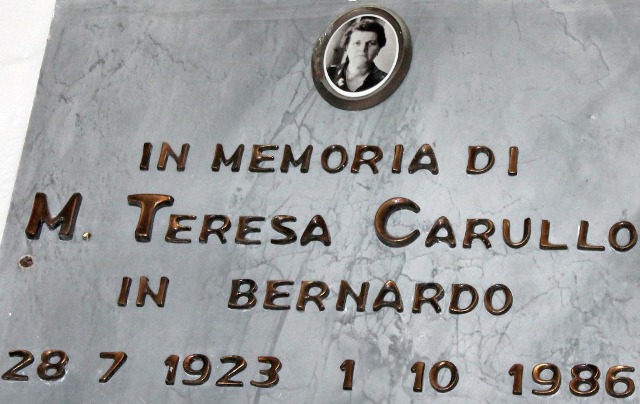 IN MEMORIA DI
M. TERESA CARULLO
IN BERNARDO
28 7 1923 1 10 1986